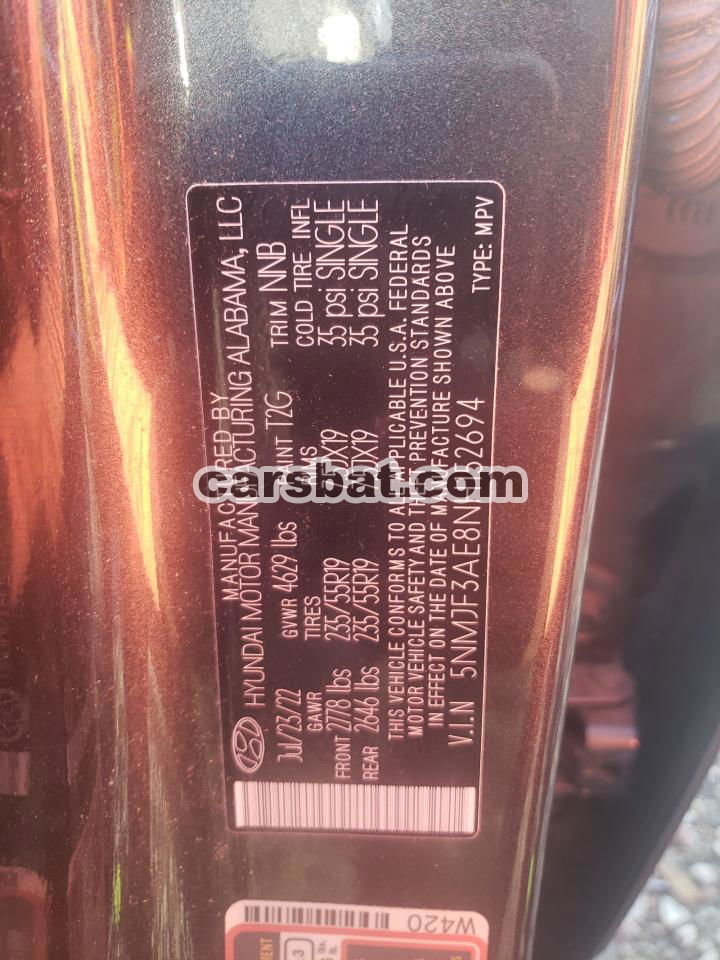 MANUFACTURED BY
HYUNDAI MOTOR MANUFACTURING ALABAMA, LLC
Jul/23/22 GVWR 4629 lbs PAINT T2G TRIM NNB
GAWR TIRES RIMS COLD TIRE INFL
FRONT 2778 lbs 235/55R19 35 psi SINGLE
REAR 2646 lbs 235/55R19 35 psi SINGLE
THIS VEHICLE CONFORMS TO ALL APPLICABLE U.S.A. FEDERAL
MOTOR VEHICLE SAFETY AND THEFT PREVENTION STANDARDS
IN EFFECT ON THE DATE OF MANUFACTURE SHOWN ABOVE
V.I.N TYPE: MPV
carsbat.com
W420